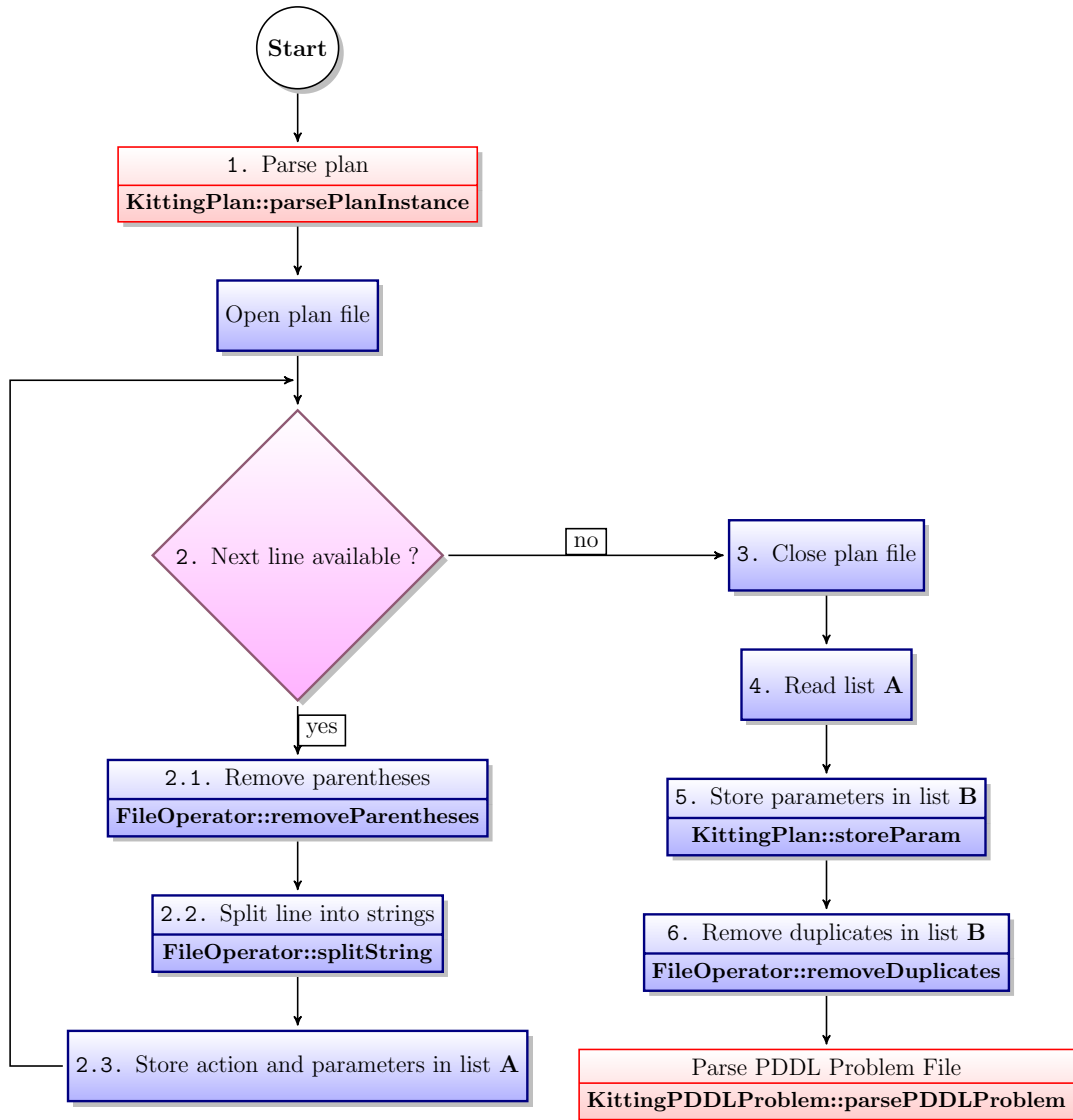 Start
1. Parse plan
KittingPlan::parsePlanInstance
Open plan file
2. Next line available ?
no
3. Close plan file
4. Read list A
yes
2.1. Remove parentheses
FileOperator::removeParentheses
5. Store parameters in list B
KittingPlan::storeParam
2.2. Split line into strings
FileOperator::splitString
6. Remove duplicates in list B
FileOperator::removeDuplicates
2.3. Store action and parameters in list A
Parse PDDL Problem File
KittingPDDLProblem::parsePDDLProblem